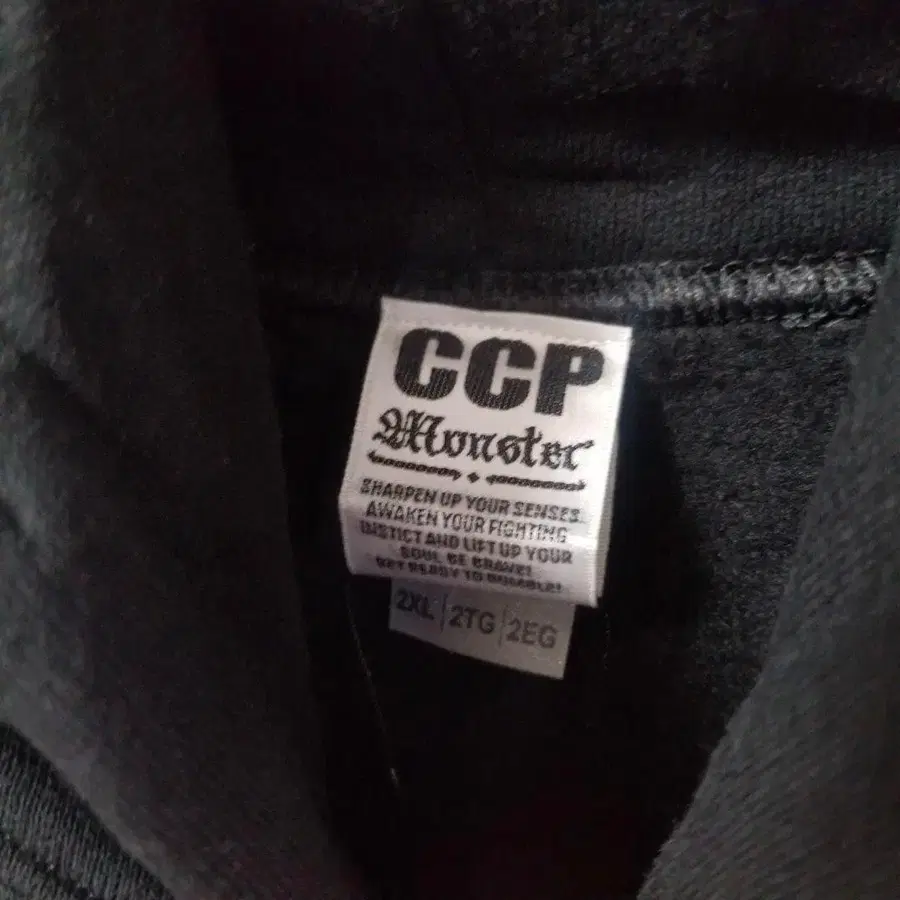 CCP
Monster
SHARPEN UP YOUR SENSES
AWAKEN YOUR FIGHTING
INSTICT AND LIFT UP YOUR
SOUL BE BRAVE!
GET READY TO RUMBLE!
2XL | 2TG | 2EG